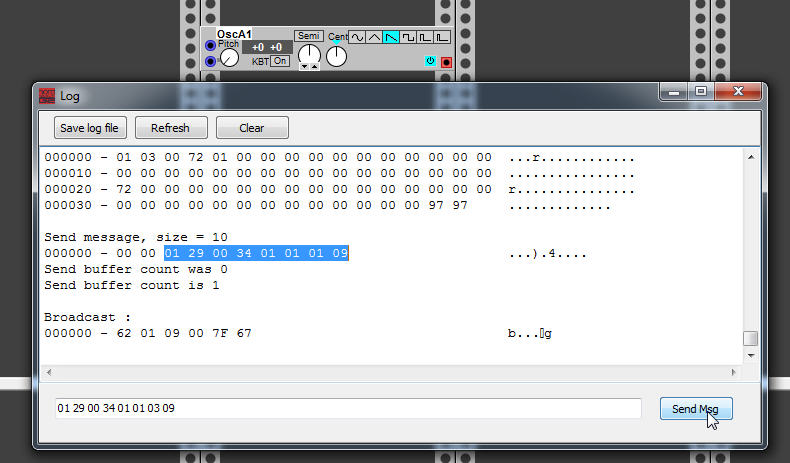 OscA1
Pitch +0 +0 Semi Cent
KBT On
Log
Save log file Refresh Clear
000000 - 01 03 00 72 01 00 00 00 00 00 00 00 00 00 00 00 ...r............
000010 - 00 00 00 00 00 00 00 00 00 00 00 00 00 00 00 00 ................
000020 - 72 00 00 00 00 00 00 00 00 00 00 00 00 00 00 00 r...............
000030 - 00 00 00 00 00 00 00 00 00 00 00 00 97 97 .............
Send message, size = 10
000000 - 00 00 01 29 00 34 01 01 01 09 ...).4....
Send buffer count was 0
Send buffer count is 1
Broadcast :
000000 - 62 01 09 00 7F 67 b...▯g
01 29 00 34 01 01 03 09 Send Msg